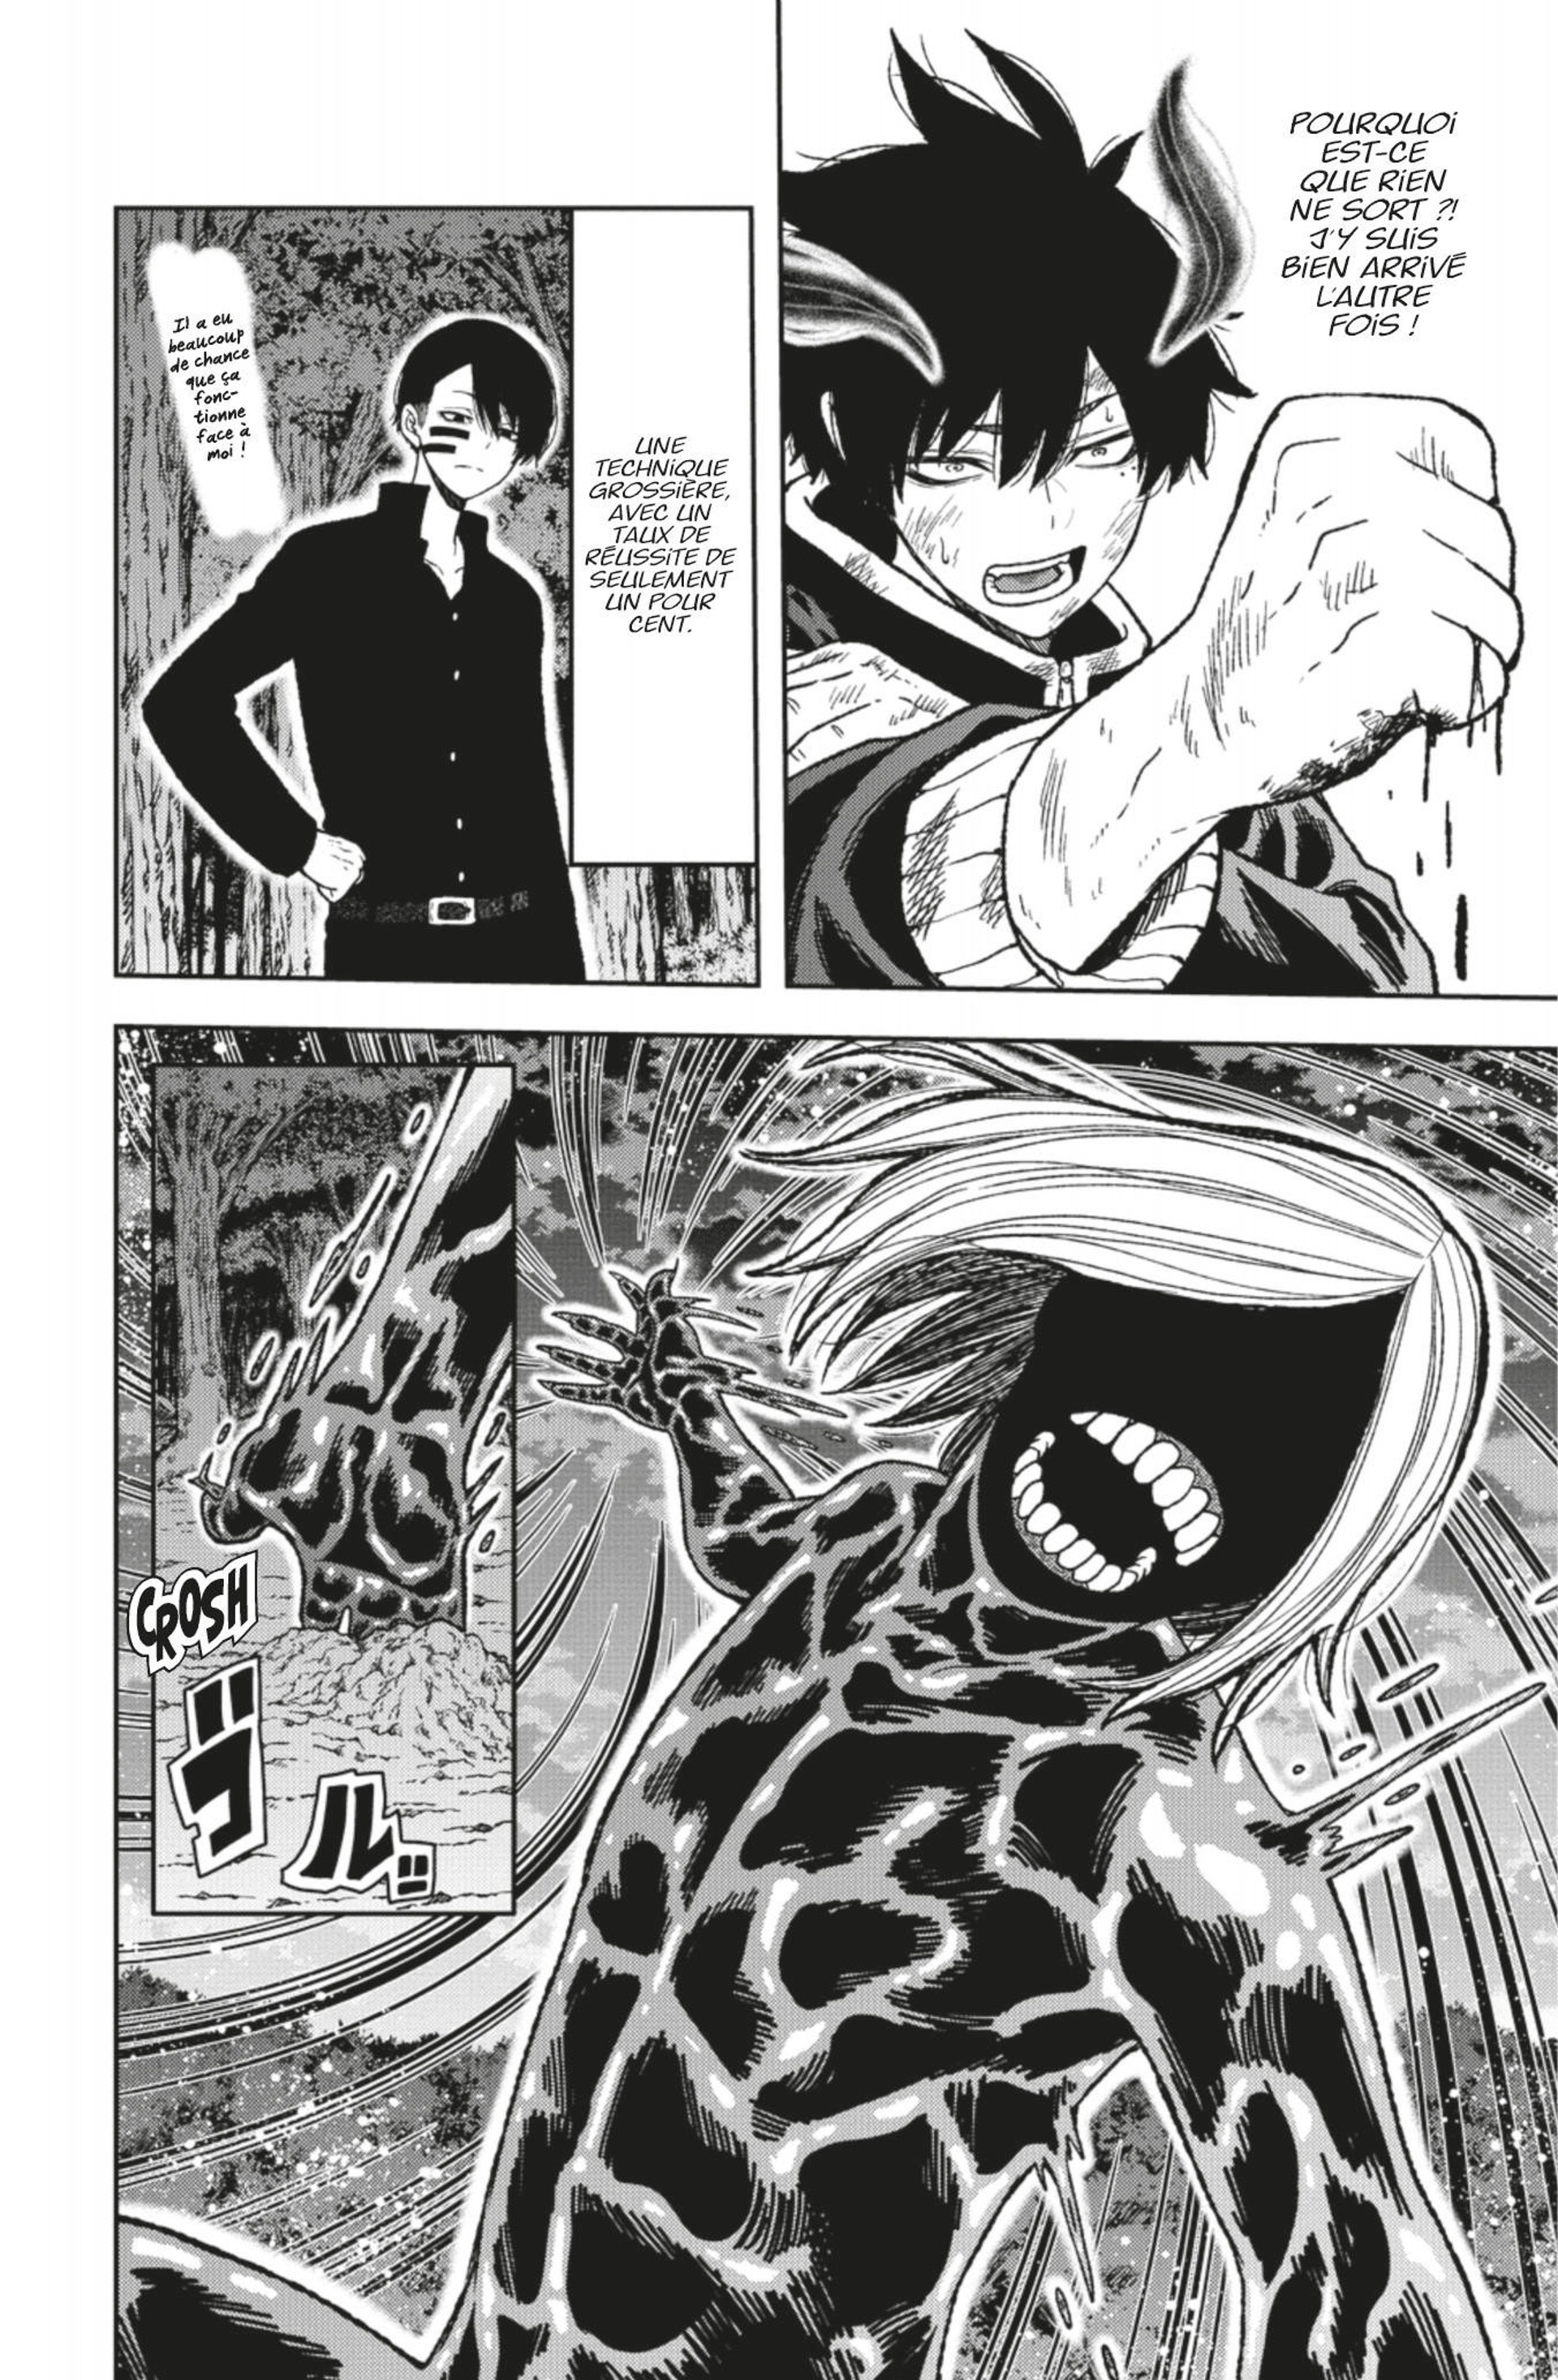 POURQUOI
EST-CE
QUE RIEN
NE SORT ?!
J'Y SUIS
BIEN ARRIVÉ
L'AUTRE
FOIS !
UNE
TECHNIQUE
GROSSIÈRE,
AVEC UN
TAUX DE
RÉUSSITE DE
SEULEMENT
UN POUR
CENT.
Il a eu
beaucoup
de chance
que ça
fonc-
tionne
face à
moi !
CROSH
ゴルッ